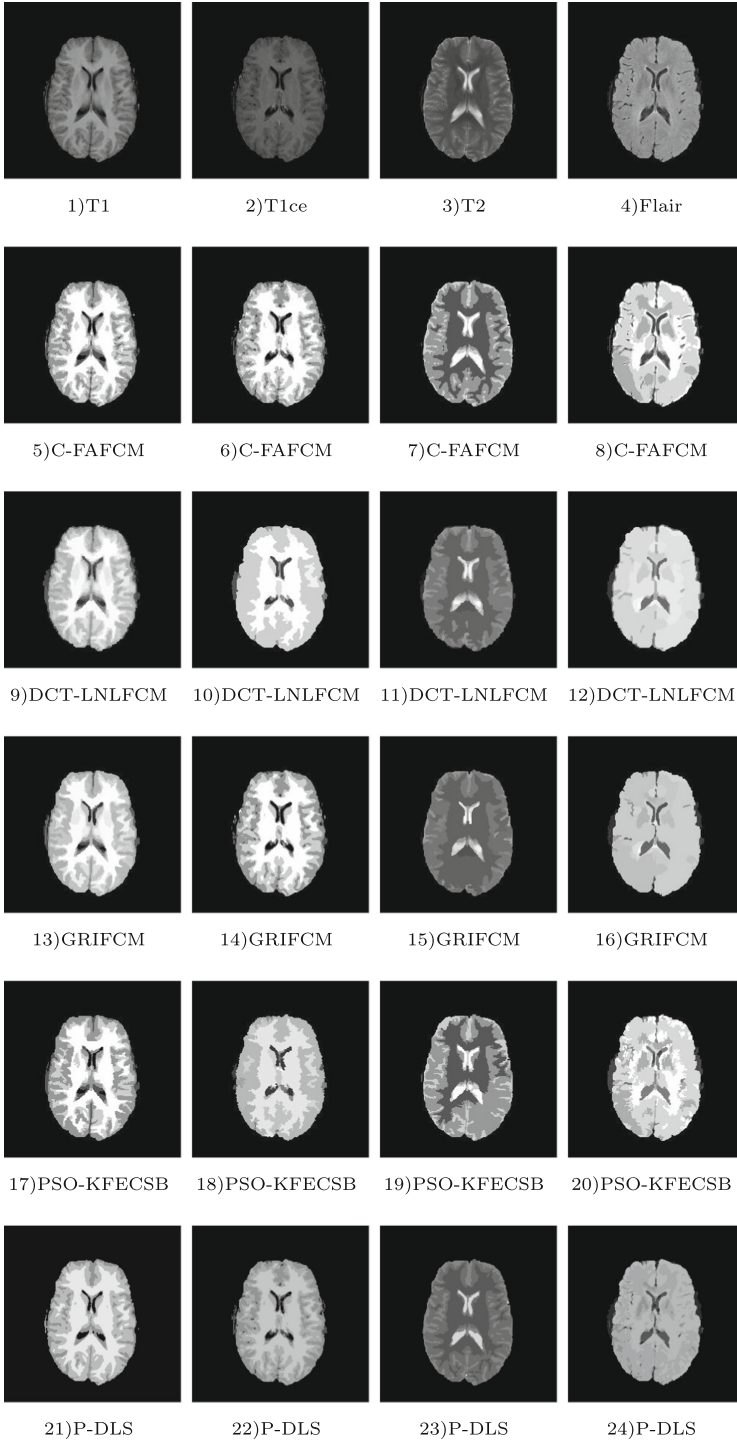 1)T1 2)T1ce 3)T2 4)Flair
5)C-FAFCM 6)C-FAFCM 7)C-FAFCM 8)C-FAFCM
9)DCT-LNLFCM 10)DCT-LNLFCM 11)DCT-LNLFCM 12)DCT-LNLFCM
13)GRIFCM 14)GRIFCM 15)GRIFCM 16)GRIFCM
17)PSO-KFECSB 18)PSO-KFECSB 19)PSO-KFECSB 20)PSO-KFECSB
21)P-DLS 22)P-DLS 23)P-DLS 24)P-DLS